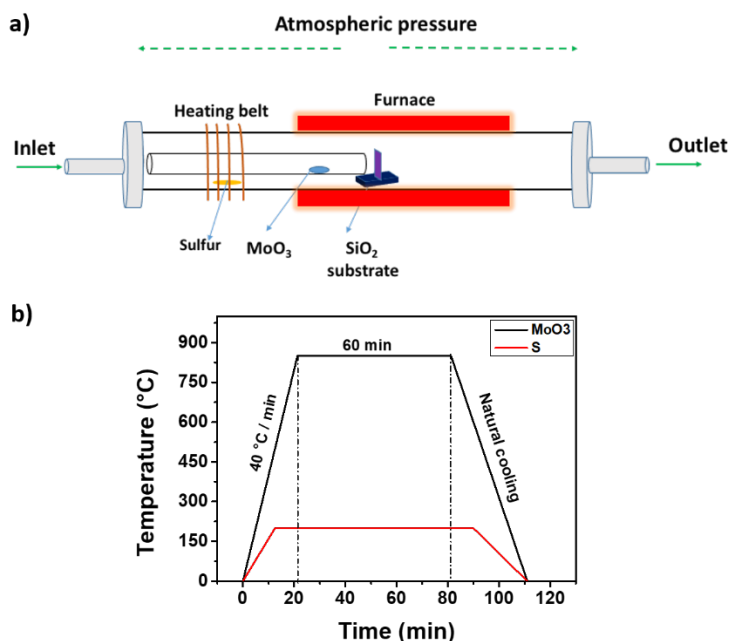 a)
Atmospheric pressure
Heating belt
Furnace
Inlet
Outlet
Sulfur
MoO₃
SiO₂
substrate
b)
MoO3
S
60 min
40 °C / min
Natural cooling
Temperature (°C)
900
750
600
450
300
150
0
0
20
40
60
80
100
120
Time (min)